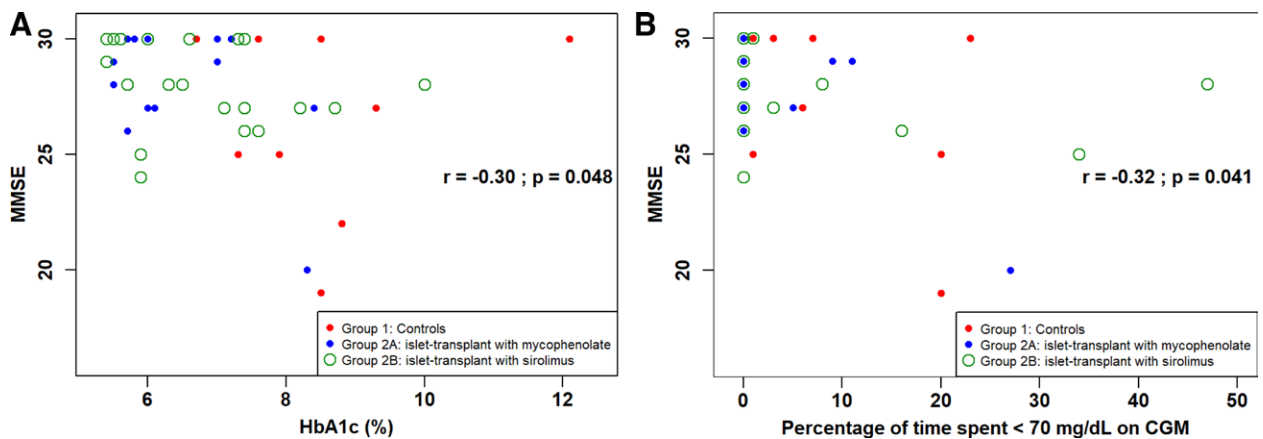 A
MMSE
30
25
20
r = -0.30 ; p = 0.048
Group 1: Controls
Group 2A: islet-transplant with mycophenolate
Group 2B: islet-transplant with sirolimus
6 8 10 12
HbA1c (%)
B
MMSE
30
25
20
r = -0.32 ; p = 0.041
Group 1: Controls
Group 2A: islet-transplant with mycophenolate
Group 2B: islet-transplant with sirolimus
0 10 20 30 40 50
Percentage of time spent < 70 mg/dL on CGM